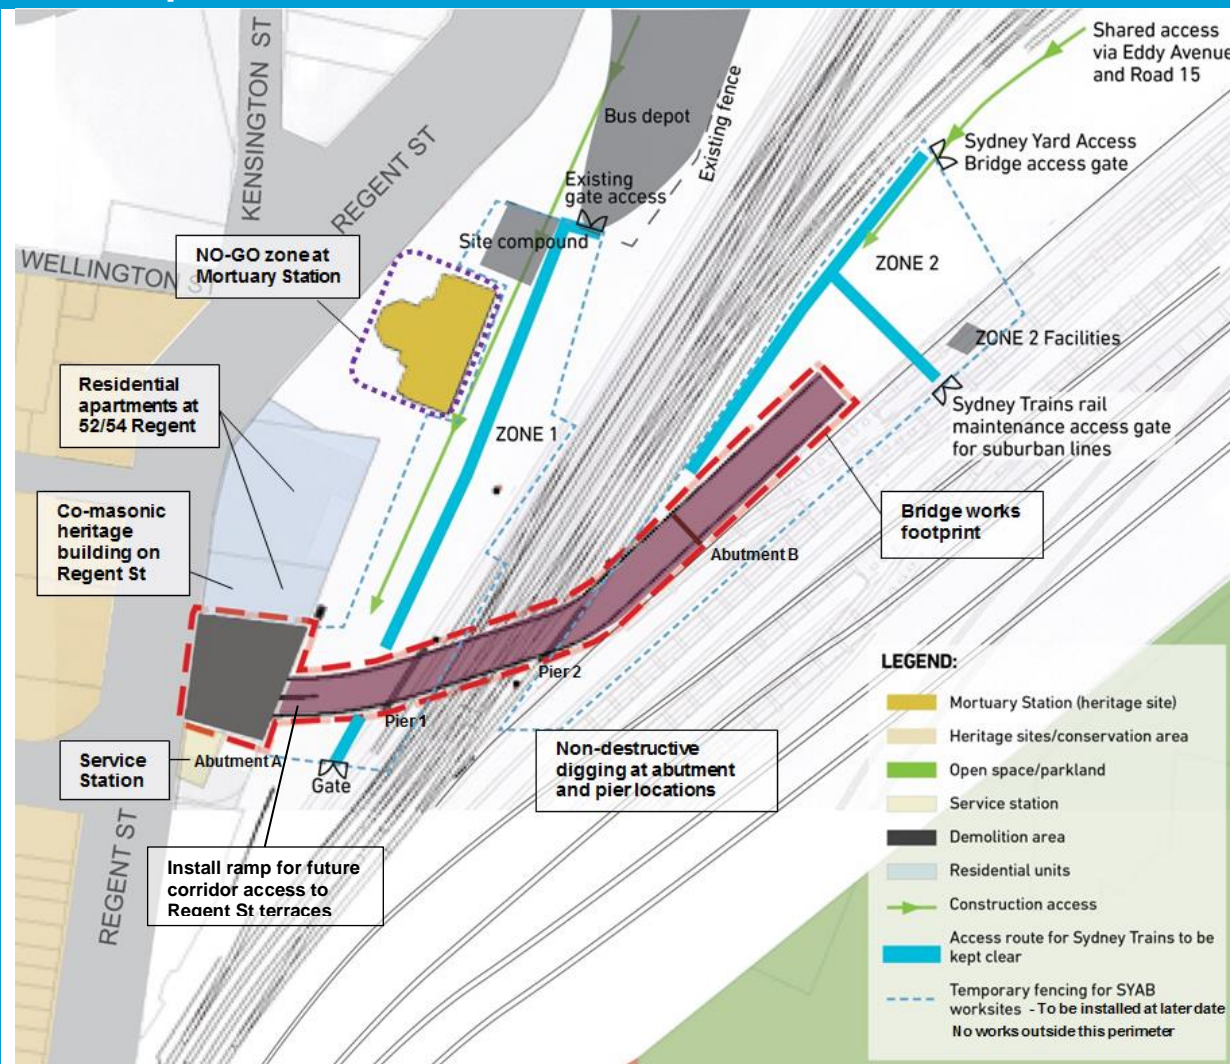 KENSINGTON ST
REGENT ST
Bus depot
Existing fence
Shared access
via Eddy Avenue
and Road 15
Sydney Yard Access
Bridge access gate
Existing
gate access
Site compound
NO-GO zone at
Mortuary Station
WELLINGTON S
ZONE 2
ZONE 2 Facilities
Residential
apartments at
52/54 Regent
ZONE 1
Sydney Trains rail
maintenance access gate
for suburban lines
Co-masonic
heritage
building on
Regent St
Bridge works
footprint
Abutment B
Pier 2
Pier 1
Service
Station
Abutment A
Gate
Non-destructive
digging at abutment
and pier locations
REGENT ST
Install ramp for future
corridor access to
Regent St terraces
LEGEND:
Mortuary Station (heritage site)
Heritage sites/conservation area
Open space/parkland
Service station
Demolition area
Residential units
Construction access
Access route for Sydney Trains to be
kept clear
Temporary fencing for SYAB
worksites - To be installed at later date
No works outside this perimeter